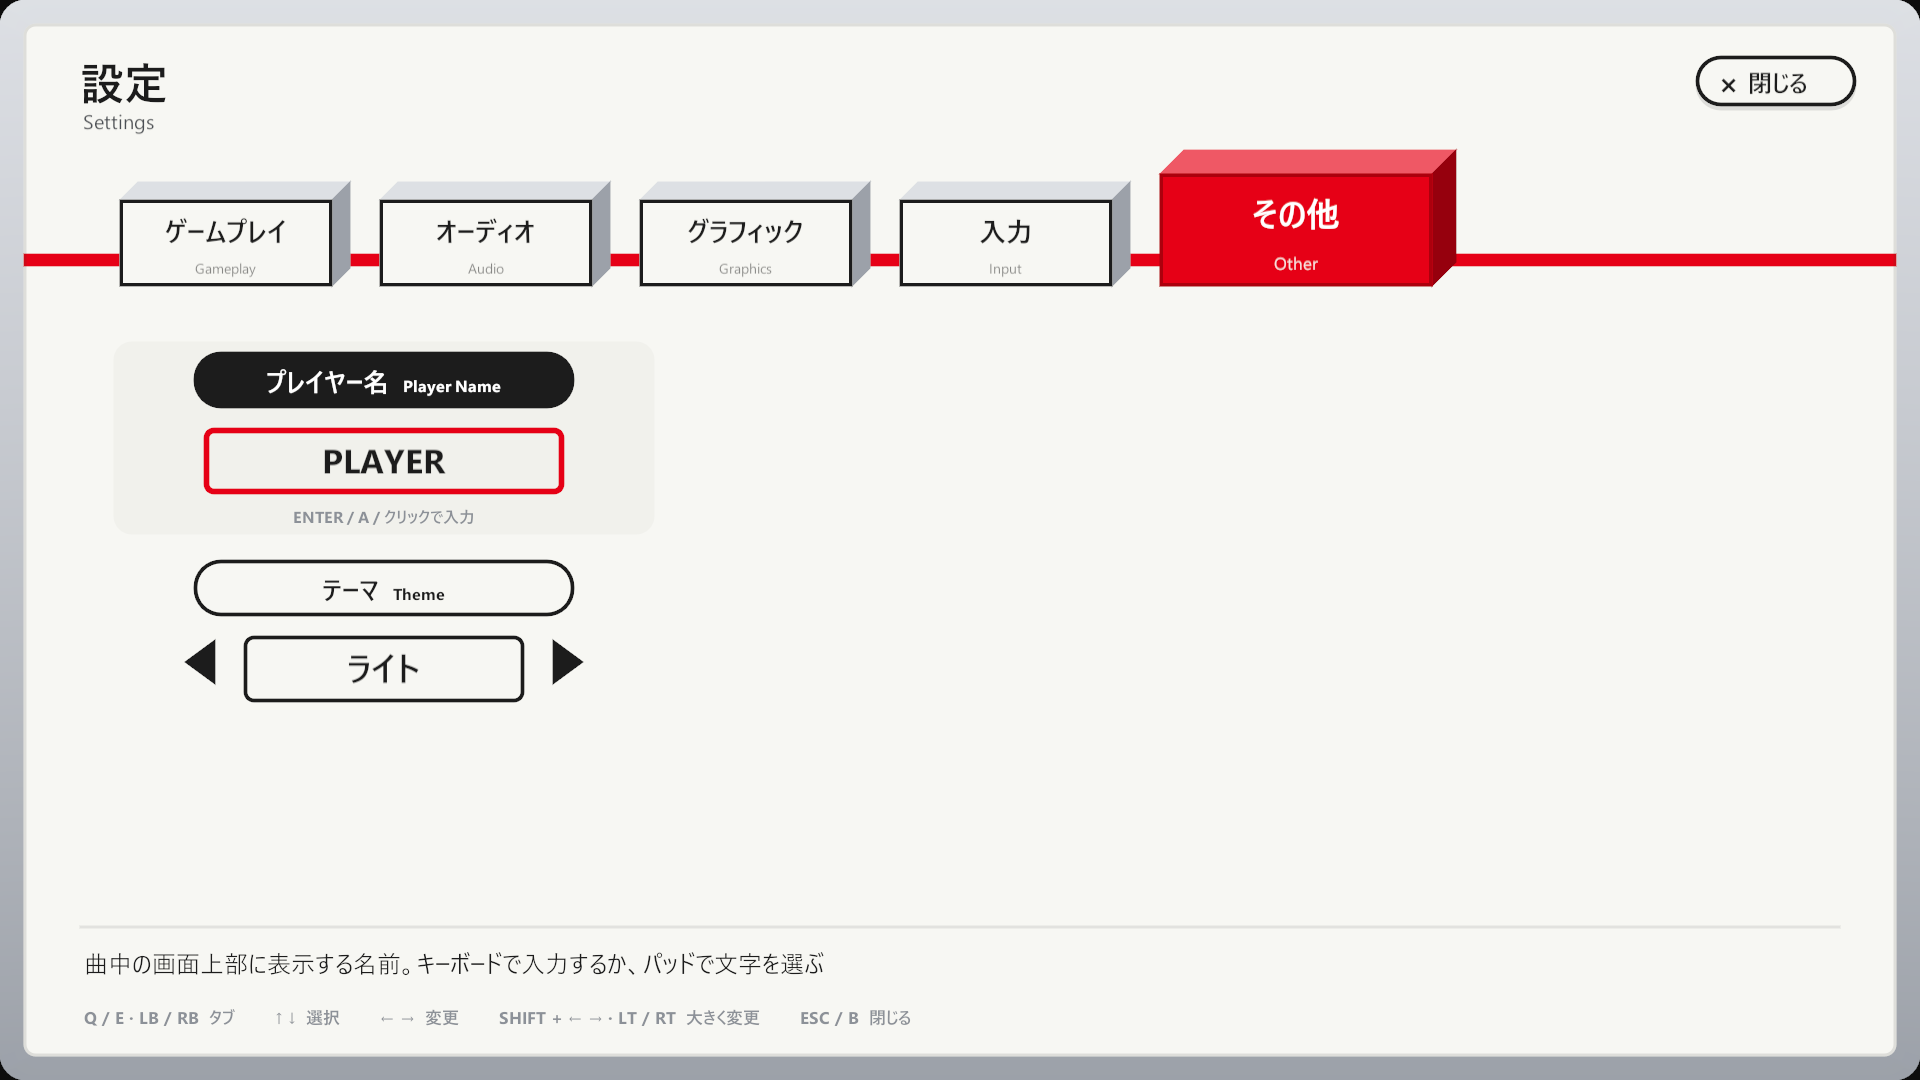 設定
Settings
× 閉じる
ゲームプレイ
Gameplay
オーディオ
Audio
グラフィック
Graphics
入力
Input
その他
Other
プレイヤー名 Player Name
PLAYER
ENTER / A / クリックで入力
テーマ Theme
ライト
曲中の画面上部に表示する名前。キーボードで入力するか、パッドで文字を選ぶ
Q / E · LB / RB タブ ↑ ↓ 選択 ← → 変更 SHIFT + ← → · LT / RT 大きく変更 ESC / B 閉じる